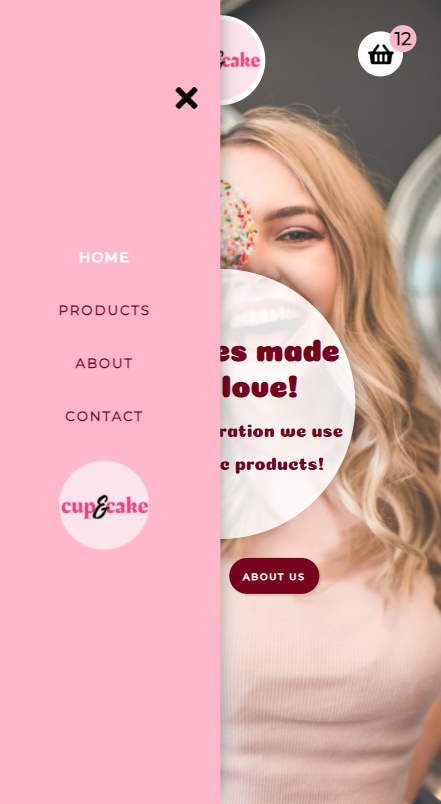 &cake
12
HOME
PRODUCTS
ABOUT
CONTACT
cup&cake
es made
love!
ration we use
c products!
ABOUT US